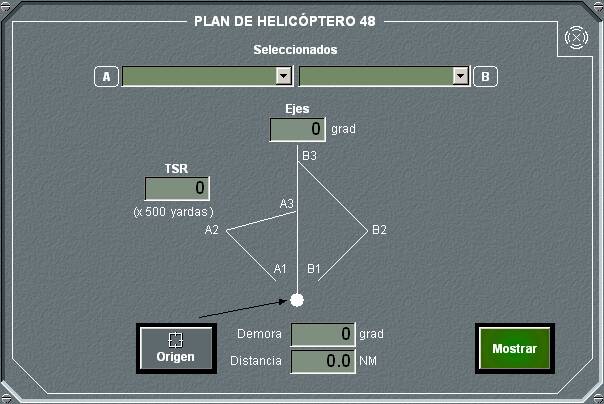 PLAN DE HELICÓPTERO 48
Seleccionados
A B
Ejes
0 grad
B3
TSR
0
(x 500 yardas)
A3
A2 B2
A1 B1
Demora 0 grad
Origen
Distancia 0.0 NM
Mostrar